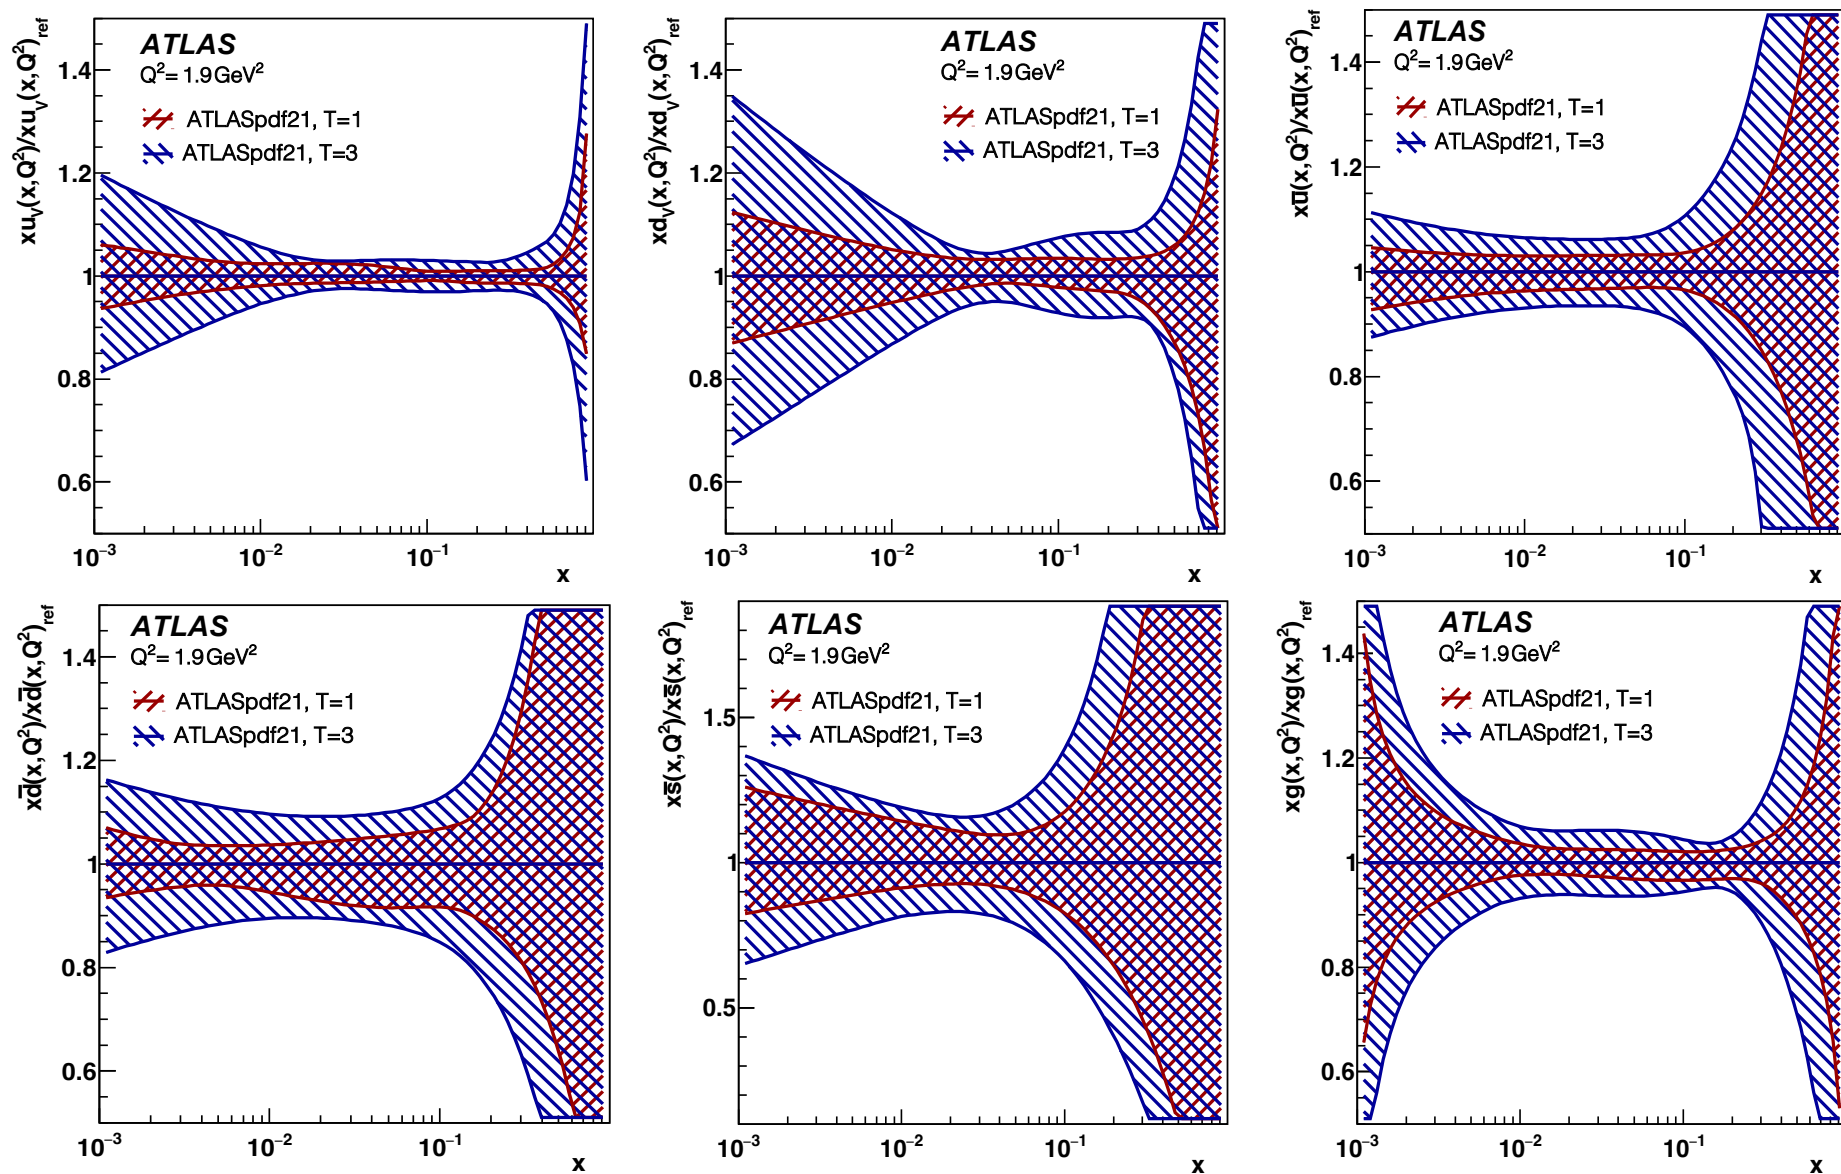 xu_V(x,Q²)/xu_V(x,Q²)_ref
ATLAS
Q² = 1.9 GeV²
ATLASpdf21, T=1
ATLASpdf21, T=3
1.4
1.2
1
0.8
0.6
10⁻³
10⁻²
10⁻¹
x
xd_V(x,Q²)/xd_V(x,Q²)_ref
ATLAS
Q² = 1.9 GeV²
ATLASpdf21, T=1
ATLASpdf21, T=3
1.4
1.2
1
0.8
0.6
10⁻³
10⁻²
10⁻¹
x
xu̅(x,Q²)/xu̅(x,Q²)_ref
ATLAS
Q² = 1.9 GeV²
ATLASpdf21, T=1
ATLASpdf21, T=3
1.4
1.2
1
0.8
0.6
10⁻³
10⁻²
10⁻¹
x
xd̅(x,Q²)/xd̅(x,Q²)_ref
ATLAS
Q² = 1.9 GeV²
ATLASpdf21, T=1
ATLASpdf21, T=3
1.4
1.2
1
0.8
0.6
10⁻³
10⁻²
10⁻¹
x
xs̅(x,Q²)/xs̅(x,Q²)_ref
ATLAS
Q² = 1.9 GeV²
ATLASpdf21, T=1
ATLASpdf21, T=3
1.5
1
0.5
10⁻³
10⁻²
10⁻¹
x
xg(x,Q²)/xg(x,Q²)_ref
ATLAS
Q² = 1.9 GeV²
ATLASpdf21, T=1
ATLASpdf21, T=3
1.4
1.2
1
0.8
0.6
10⁻³
10⁻²
10⁻¹
x